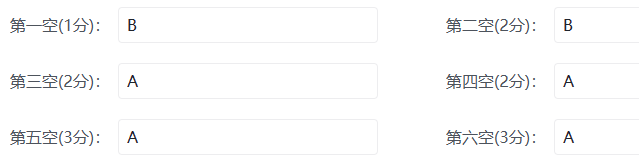 第一空(1分)： B 第二空(2分)： B
第三空(2分)： A 第四空(2分)： A
第五空(3分)： A 第六空(3分)： A